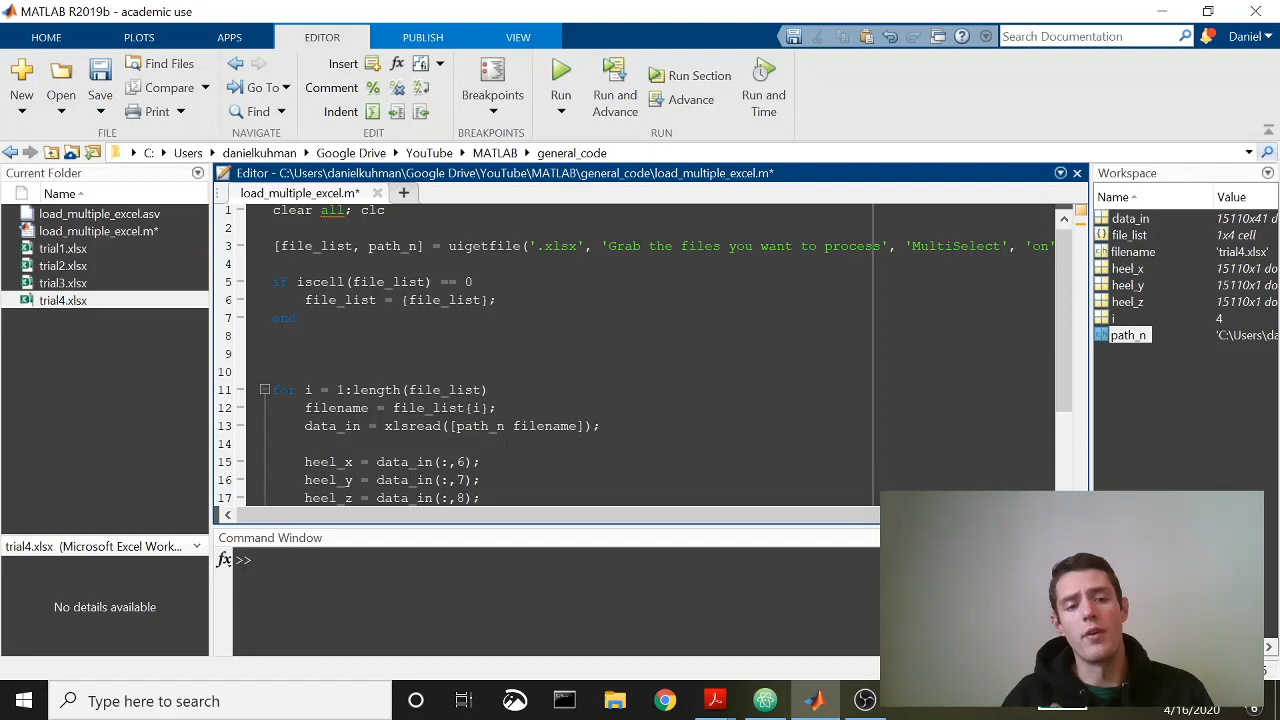 MATLAB R2019b - academic use
HOME PLOTS APPS EDITOR PUBLISH VIEW
Search Documentation
Daniel
New Open Save
Find Files
Compare
Print
Go To
Find
Insert
Comment
Indent
Breakpoints
Run
Run and Advance
Run Section
Advance
Run and Time
FILE NAVIGATE EDIT BREAKPOINTS RUN
C: Users danielkuhman Google Drive YouTube MATLAB general_code
Current Folder
Name
load_multiple_excel.asv
load_multiple_excel.m*
trial1.xlsx
trial2.xlsx
trial3.xlsx
trial4.xlsx
trial4.xlsx (Microsoft Excel Work...
No details available
Editor - C:\Users\danielkuhman\Google Drive\YouTube\MATLAB\general_code\load_multiple_excel.m*
load_multiple_excel.m*
1 clear all; clc
2
3 [file_list, path_n] = uigetfile('.xlsx', 'Grab the files you want to process', 'MultiSelect', 'on'
4
5 if iscell(file_list) == 0
6 file_list = {file_list};
7 end
8
9
10
11 for i = 1:length(file_list)
12 filename = file_list{i};
13 data_in = xlsread([path_n filename]);
14
15 heel_x = data_in(:,6);
16 heel_y = data_in(:,7);
17 heel_z = data_in(:,8);
Command Window
fx >>
Workspace
Name Value
data_in 15110x41 d
file_list 1x4 cell
filename 'trial4.xlsx'
heel_x 15110x1 do
heel_y 15110x1 do
heel_z 15110x1 do
i 4
path_n 'C:\Users\da
Type here to search
4/16/2020